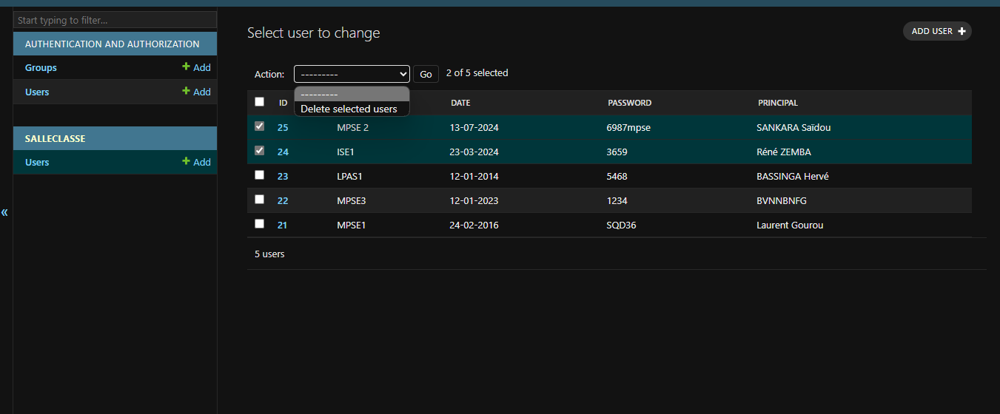 Start typing to filter...
AUTHENTICATION AND AUTHORIZATION
Groups + Add
Users + Add
SALLECLASSE
Users + Add
«
Select user to change
ADD USER +
Action: --------- Go 2 of 5 selected
---------
Delete selected users
ID DATE PASSWORD PRINCIPAL
25 MPSE 2 13-07-2024 6987mpse SANKARA Saïdou
24 ISE1 23-03-2024 3659 Réné ZEMBA
23 LPAS1 12-01-2014 5468 BASSINGA Hervé
22 MPSE3 12-01-2023 1234 BVNNBNFG
21 MPSE1 24-02-2016 SQD36 Laurent Gourou
5 users